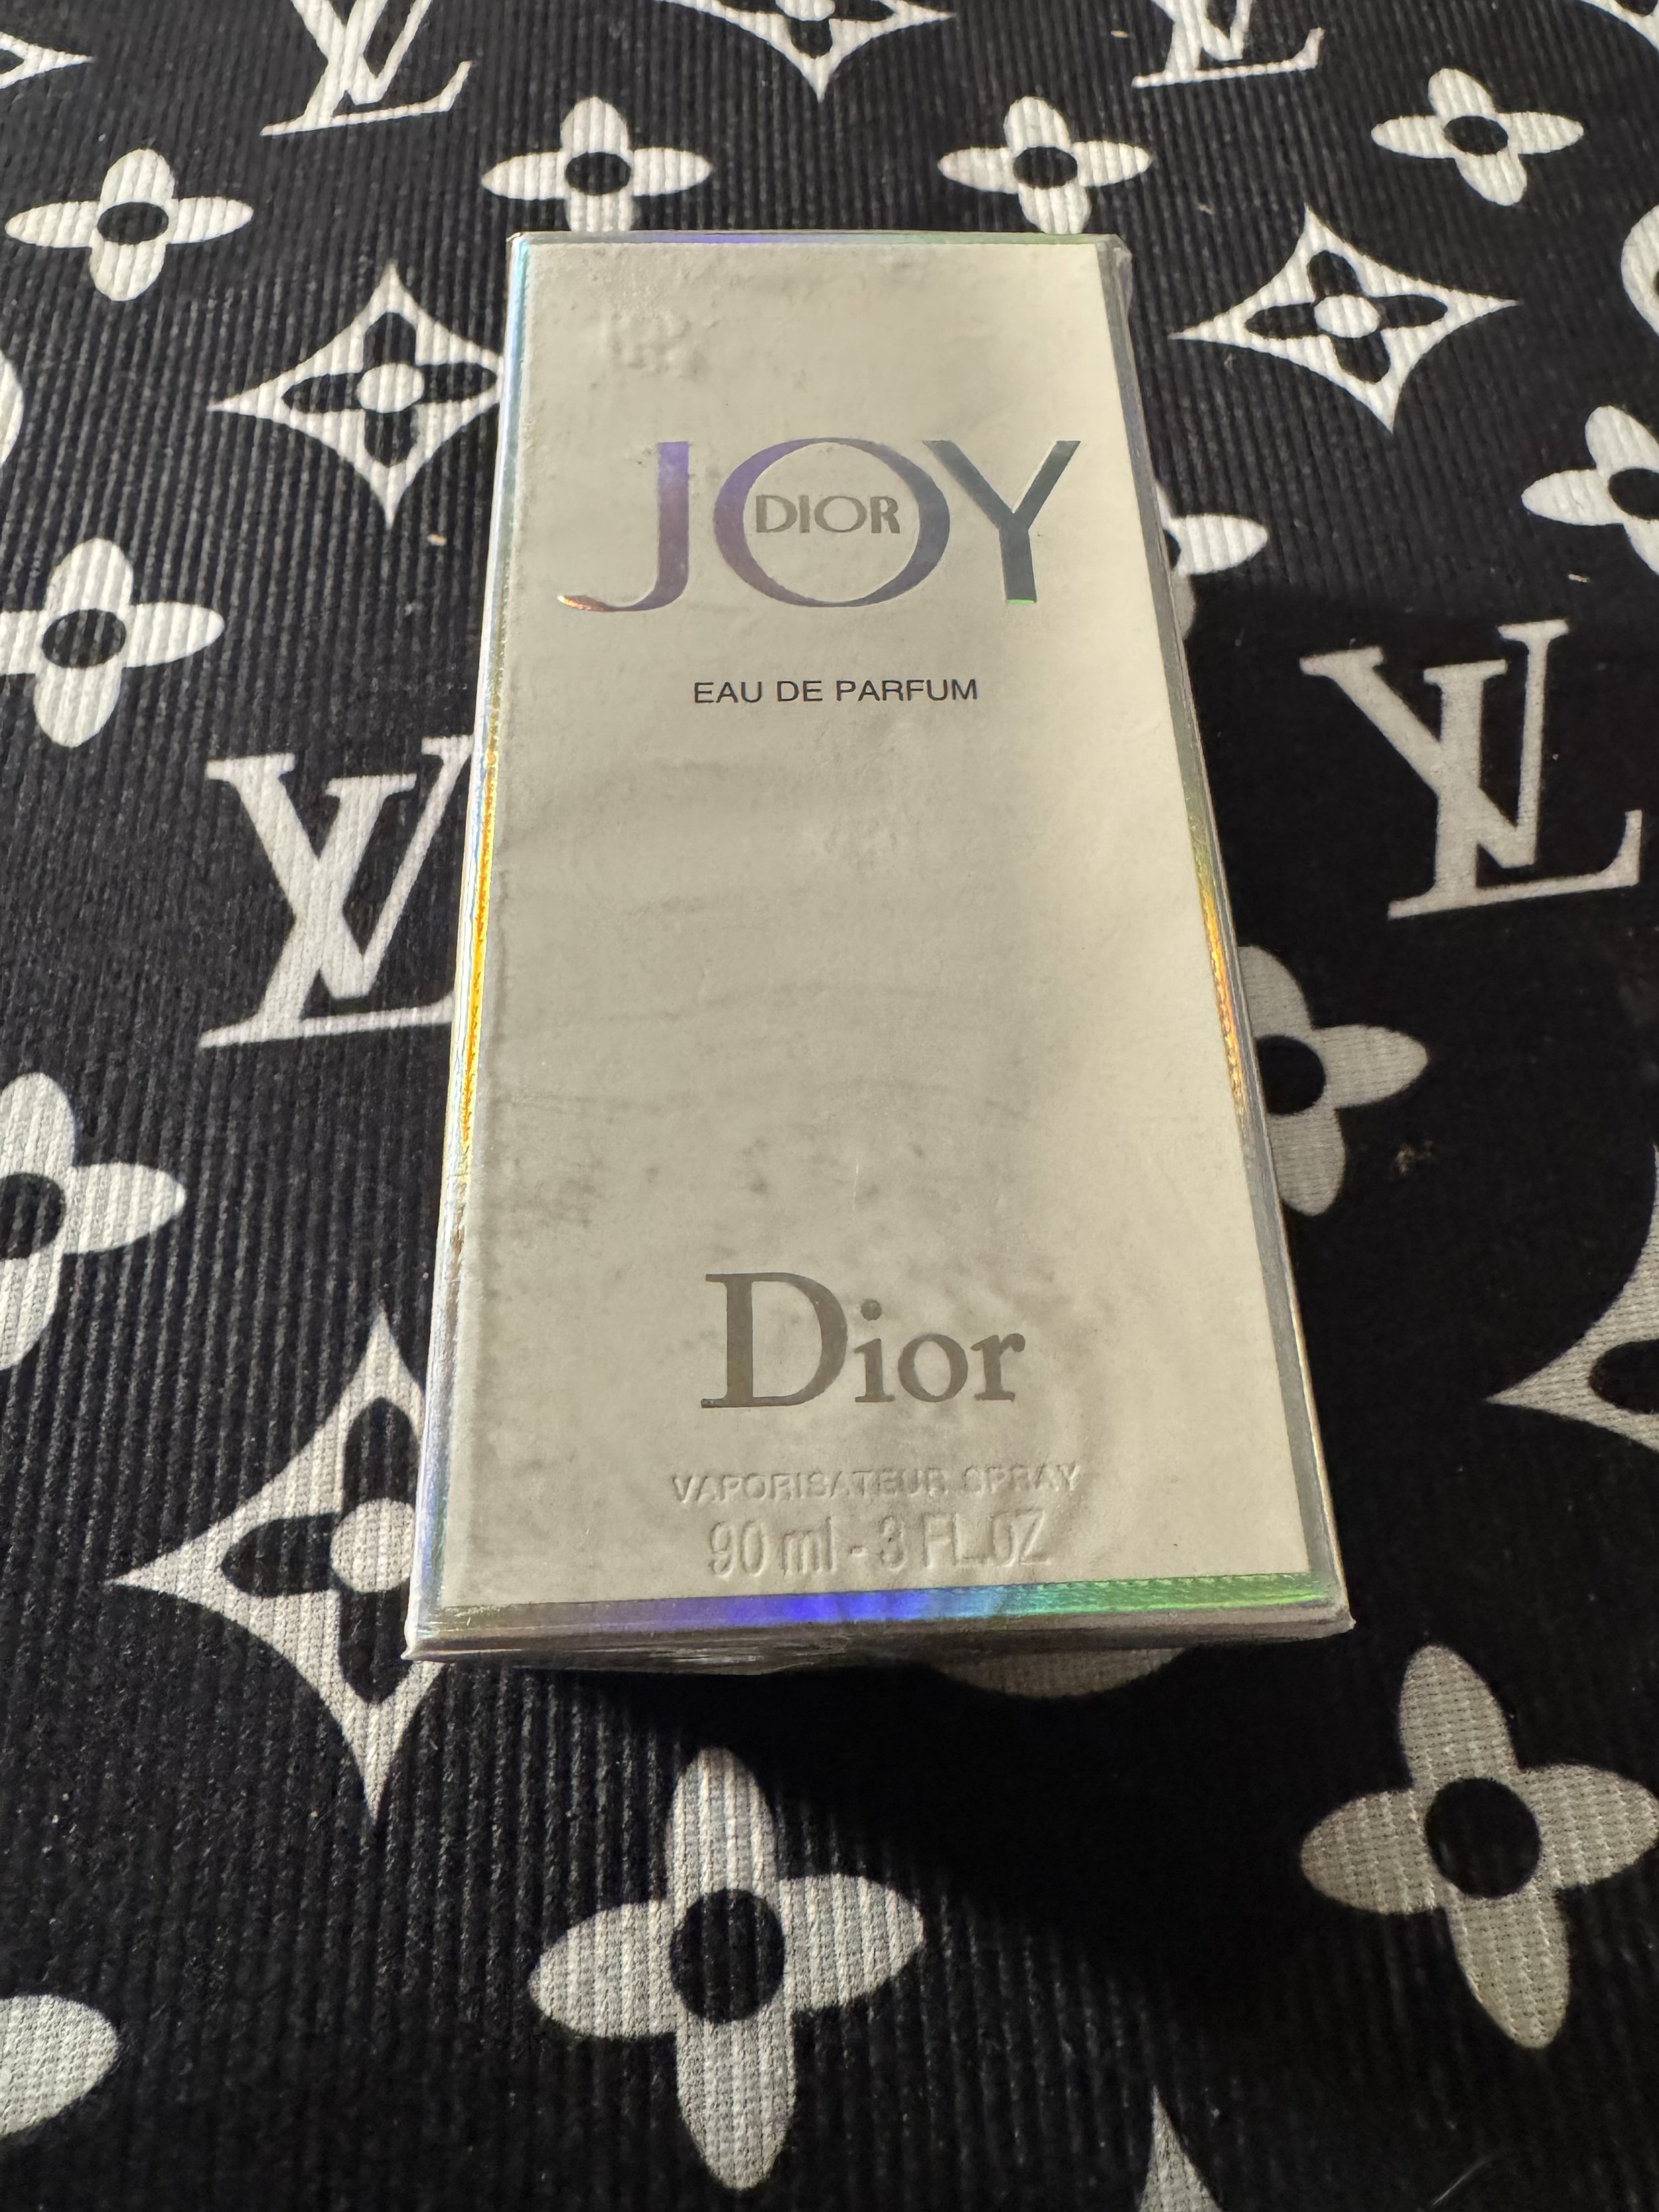 JOY
DIOR
EAU DE PARFUM
Dior
VAPORISATEUR SPRAY
90 ml - 3 FL.OZ